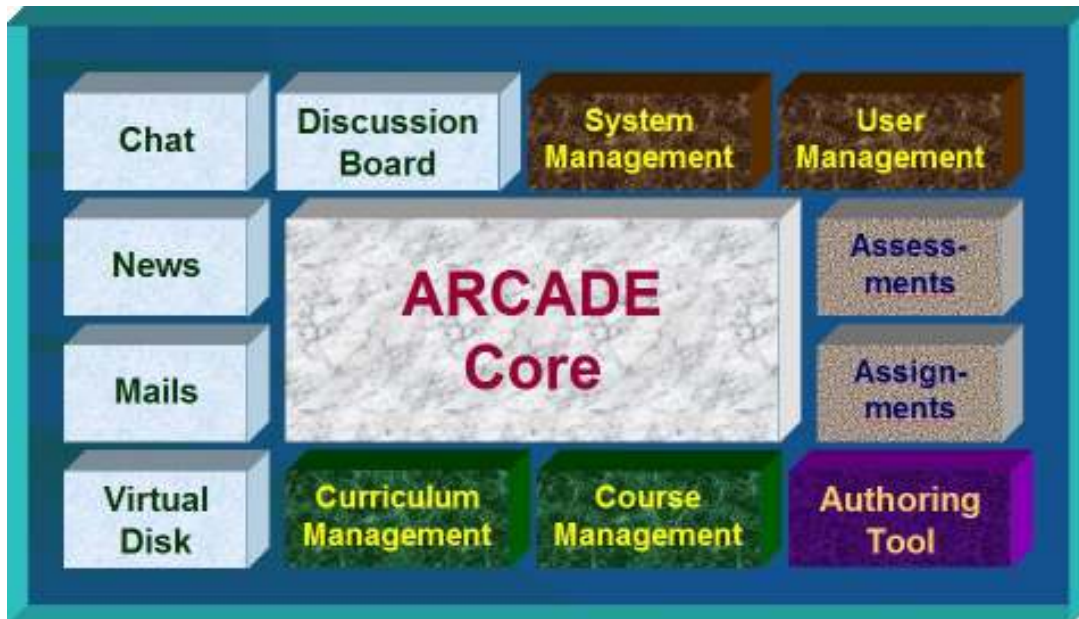 Chat
Discussion
Board
System
Management
User
Management
News
ARCADE
Core
Assess-
ments
Mails
Assign-
ments
Virtual
Disk
Curriculum
Management
Course
Management
Authoring
Tool